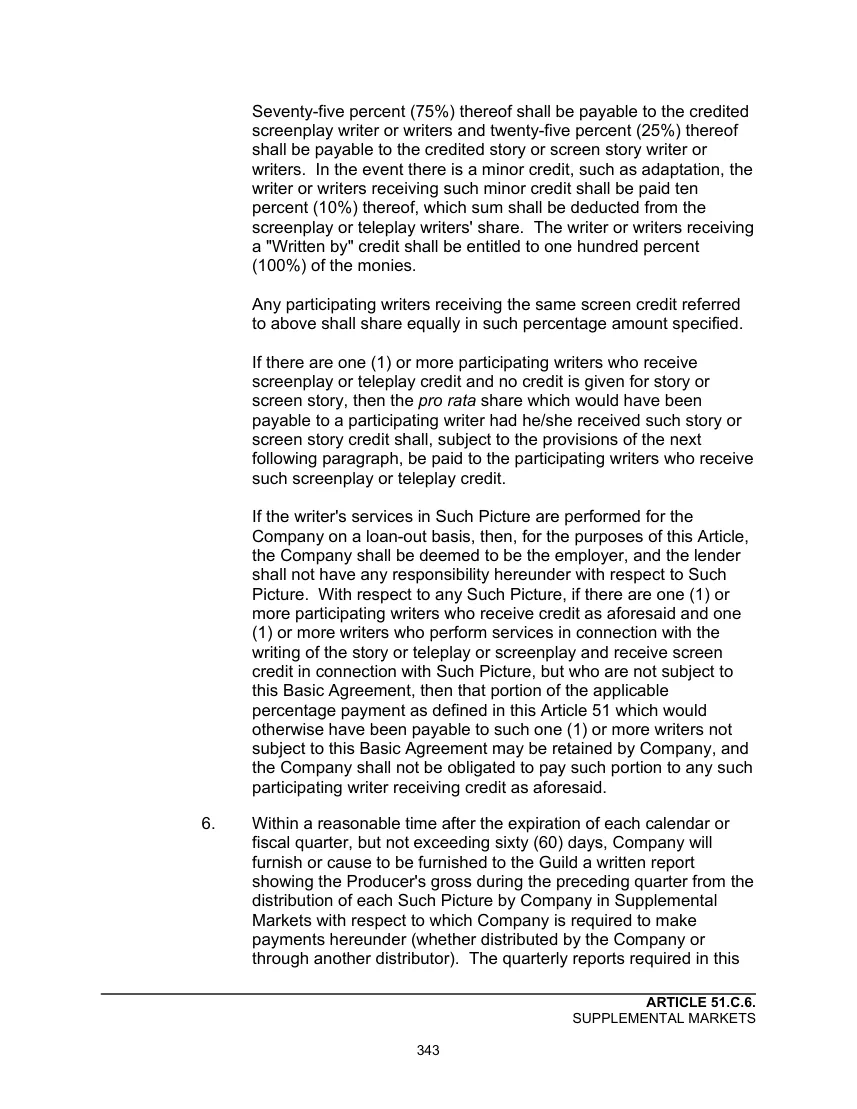 Seventy-five percent (75%) thereof shall be payable to the credited
screenplay writer or writers and twenty-five percent (25%) thereof
shall be payable to the credited story or screen story writer or
writers.  In the event there is a minor credit, such as adaptation, the
writer or writers receiving such minor credit shall be paid ten
percent (10%) thereof, which sum shall be deducted from the
screenplay or teleplay writers' share.  The writer or writers receiving
a "Written by" credit shall be entitled to one hundred percent
(100%) of the monies.
Any participating writers receiving the same screen credit referred
to above shall share equally in such percentage amount specified.
If there are one (1) or more participating writers who receive
screenplay or teleplay credit and no credit is given for story or
screen story, then the pro rata share which would have been
payable to a participating writer had he/she received such story or
screen story credit shall, subject to the provisions of the next
following paragraph, be paid to the participating writers who receive
such screenplay or teleplay credit.
If the writer's services in Such Picture are performed for the
Company on a loan-out basis, then, for the purposes of this Article,
the Company shall be deemed to be the employer, and the lender
shall not have any responsibility hereunder with respect to Such
Picture.  With respect to any Such Picture, if there are one (1) or
more participating writers who receive credit as aforesaid and one
(1) or more writers who perform services in connection with the
writing of the story or teleplay or screenplay and receive screen
credit in connection with Such Picture, but who are not subject to
this Basic Agreement, then that portion of the applicable
percentage payment as defined in this Article 51 which would
otherwise have been payable to such one (1) or more writers not
subject to this Basic Agreement may be retained by Company, and
the Company shall not be obligated to pay such portion to any such
participating writer receiving credit as aforesaid.
6. Within a reasonable time after the expiration of each calendar or
fiscal quarter, but not exceeding sixty (60) days, Company will
furnish or cause to be furnished to the Guild a written report
showing the Producer's gross during the preceding quarter from the
distribution of each Such Picture by Company in Supplemental
Markets with respect to which Company is required to make
payments hereunder (whether distributed by the Company or
through another distributor).  The quarterly reports required in this
ARTICLE 51.C.6.
SUPPLEMENTAL MARKETS
343